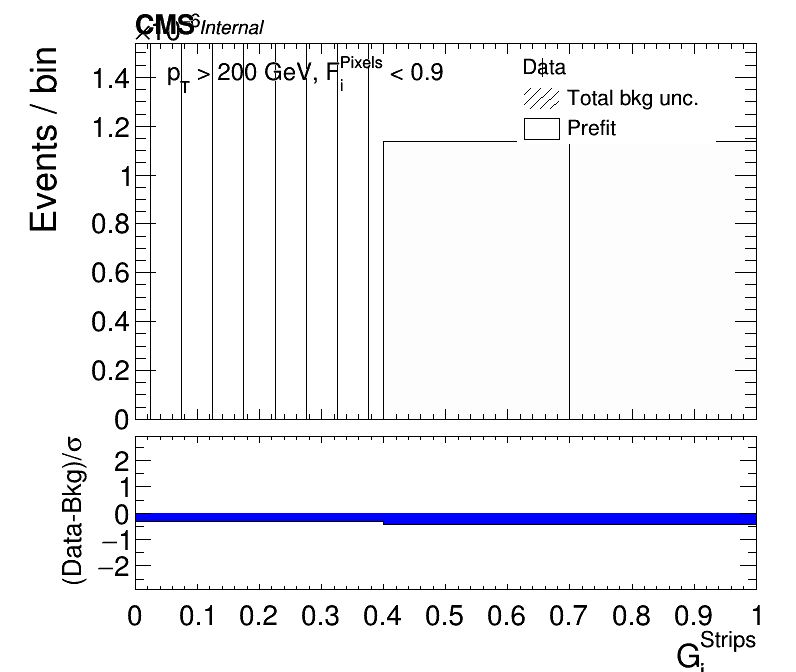 CMS Internal
×10⁻⁶
p_T > 200 GeV, F_i^Pixels < 0.9
Data
Total bkg unc.
Prefit
Events / bin
1.4
1.2
1
0.8
0.6
0.4
0.2
0
(Data-Bkg)/σ
2
1
0
−1
−2
0 0.1 0.2 0.3 0.4 0.5 0.6 0.7 0.8 0.9 1
G_i^Strips